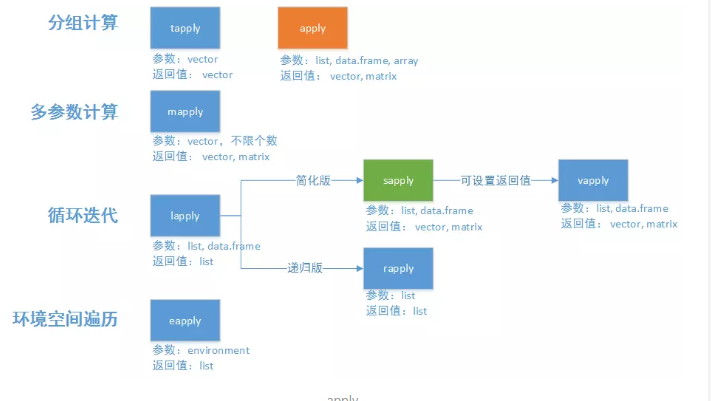 分组计算
tapply
apply
参数：vector
返回值： vector
参数：list, data.frame, array
返回值： vector, matrix
多参数计算
mapply
参数：vector，不限个数
返回值： vector, matrix
循环迭代
lapply
简化版
sapply
可设置返回值
vapply
参数：list, data.frame
返回值：list
参数：list, data.frame
返回值： vector, matrix
参数：list, data.frame
返回值： vector, matrix
递归版
rapply
参数：list
返回值：list
环境空间遍历
eapply
参数：environment
返回值：list
apply